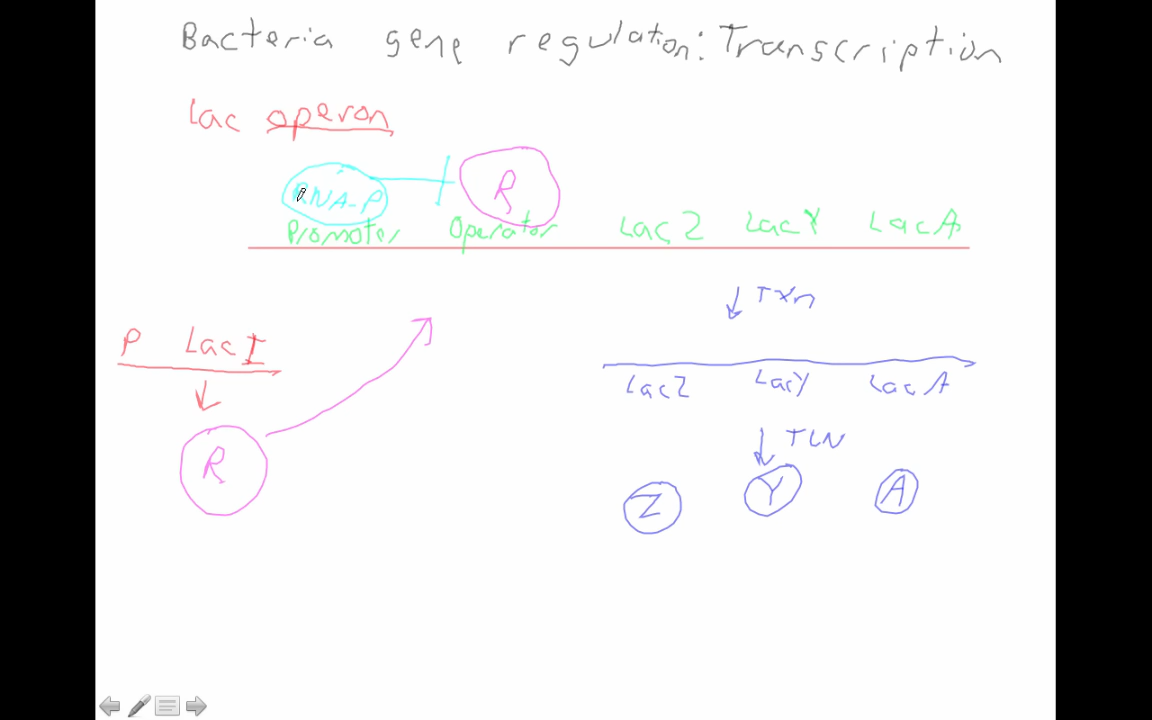 Bacteria gene regulation: Transcription
Lac operon
RNA-P R
Promoter Operator LacZ LacY LacA
↓ TXn
P LacI
LacZ LacY LacA
↓ TLN
R
Z Y A